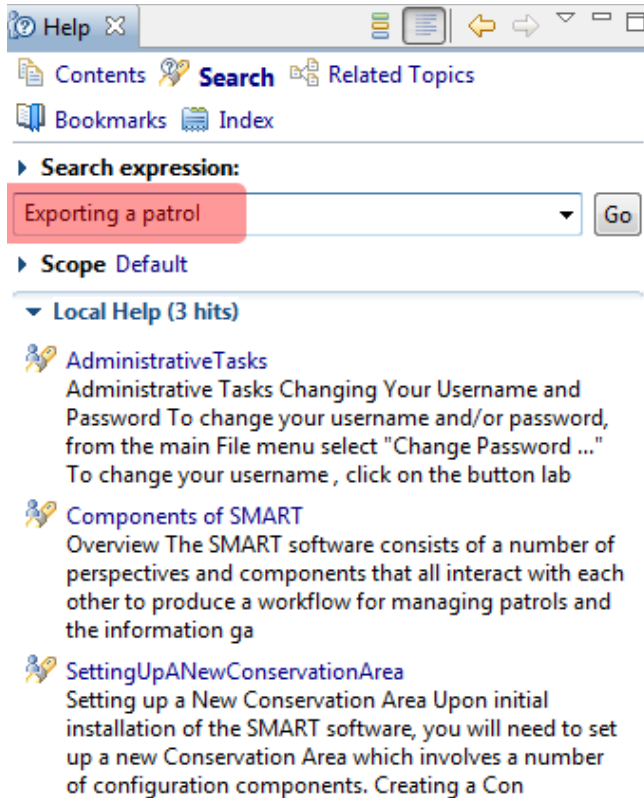 Help
Contents Search Related Topics
Bookmarks Index
Search expression:
Exporting a patrol Go
Scope Default
Local Help (3 hits)
AdministrativeTasks
Administrative Tasks Changing Your Username and
Password To change your username and/or password,
from the main File menu select "Change Password ..."
To change your username , click on the button lab
Components of SMART
Overview The SMART software consists of a number of
perspectives and components that all interact with each
other to produce a workflow for managing patrols and
the information ga
SettingUpANewConservationArea
Setting up a New Conservation Area Upon initial
installation of the SMART software, you will need to set
up a new Conservation Area which involves a number
of configuration components. Creating a Con